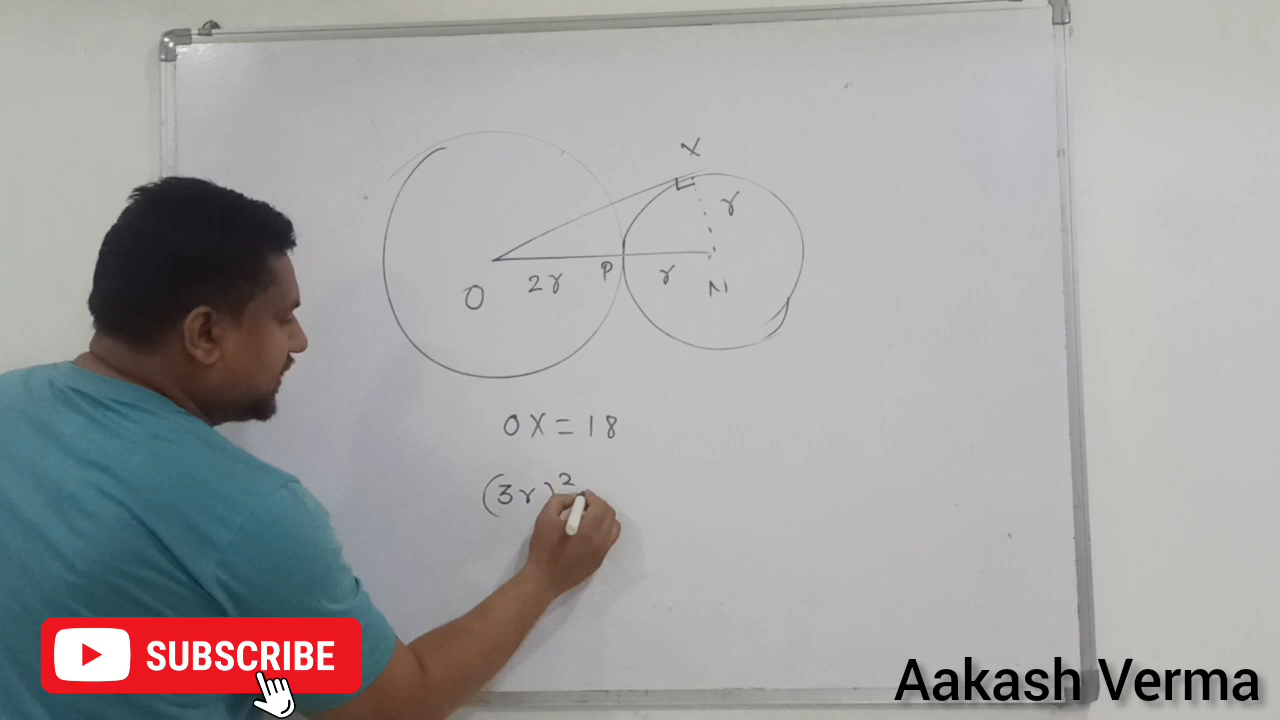 X
r
O
2r
P
r
N
OX = 18
(3r)²
SUBSCRIBE
Aakash Verma